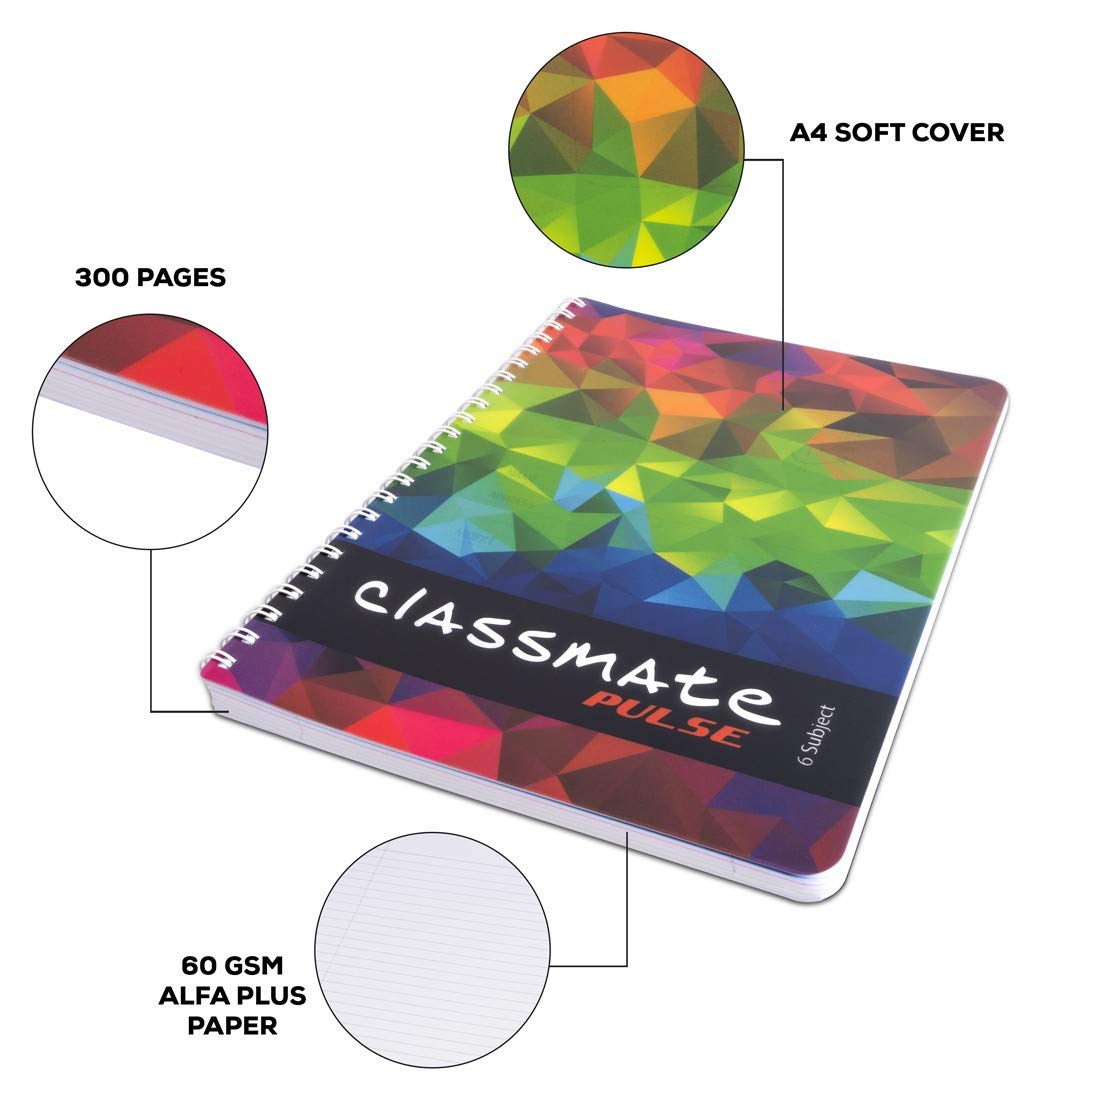 A4 SOFT COVER
300 PAGES
classmate
PULSE
6 Subject
60 GSM
ALFA PLUS
PAPER